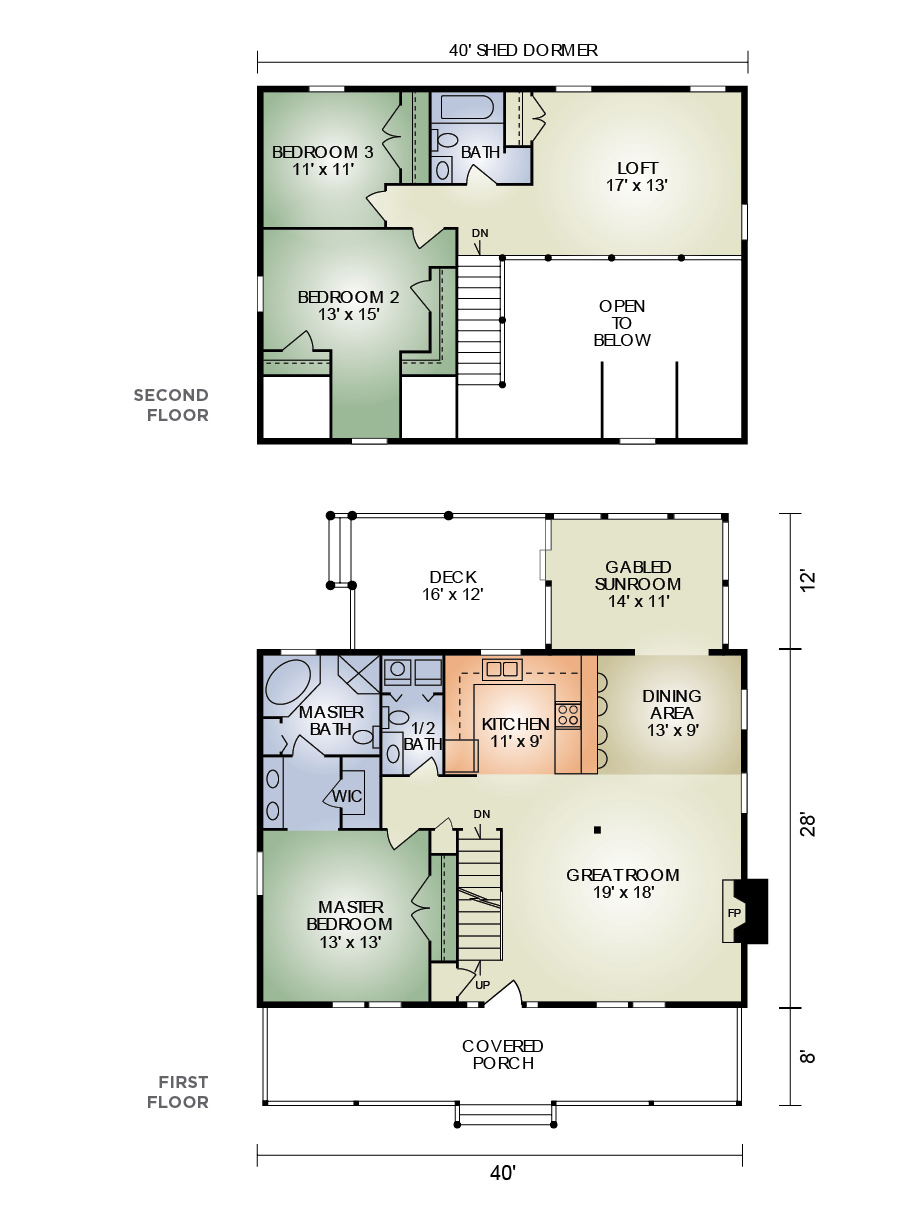 40' SHED DORMER
BEDROOM 3
11' x 11'
BATH
LOFT
17' x 13'
DN
BEDROOM 2
13' x 15'
OPEN
TO
BELOW
SECOND
FLOOR
DECK
16' x 12'
GABLED
SUNROOM
14' x 11'
12'
MASTER
BATH
1/2
BATH
KITCHEN
11' x 9'
DINING
AREA
13' x 9'
WIC
DN
28'
GREAT ROOM
19' x 18'
MASTER
BEDROOM
13' x 13'
FP
UP
COVERED
PORCH
8'
FIRST
FLOOR
40'